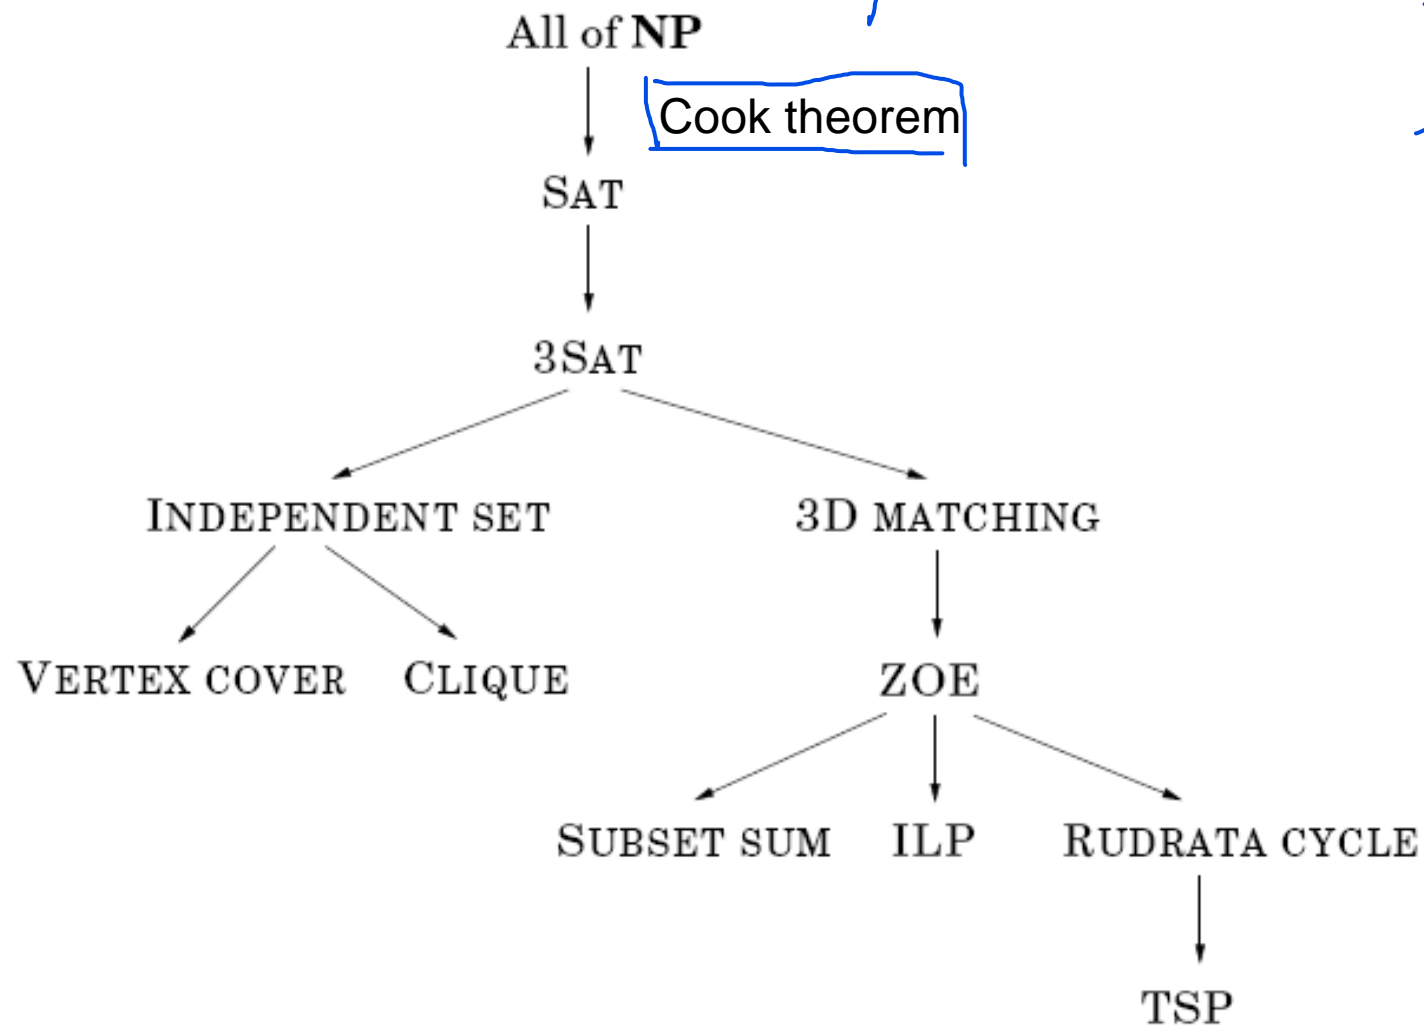 All of NP
Cook theorem
SAT
3SAT
INDEPENDENT SET 3D MATCHING
VERTEX COVER CLIQUE ZOE
SUBSET SUM ILP RUDRATA CYCLE
TSP